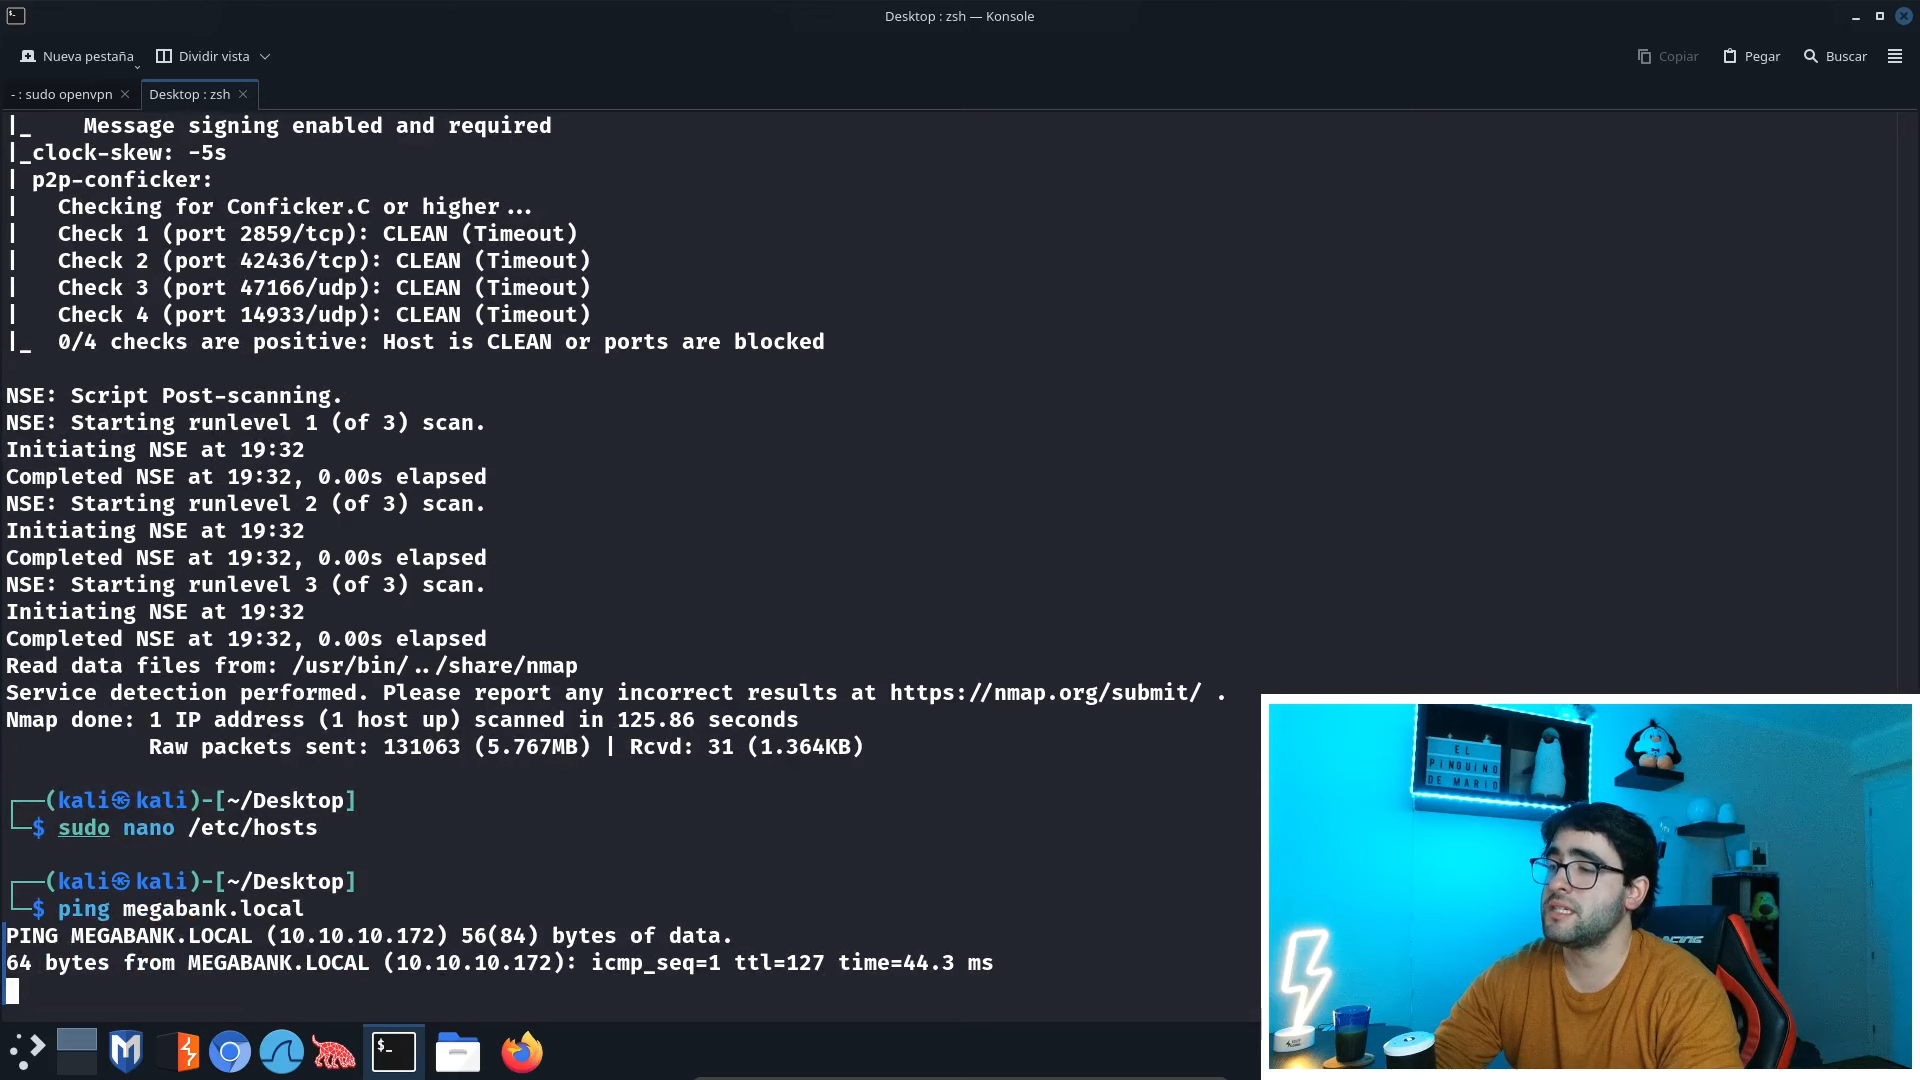 Desktop : zsh — Konsole
Nueva pestaña
Dividir vista
Copiar
Pegar
Buscar
- : sudo openvpn
Desktop : zsh
|_    Message signing enabled and required
|_clock-skew: -5s
| p2p-conficker:
|   Checking for Conficker.C or higher...
|   Check 1 (port 2859/tcp): CLEAN (Timeout)
|   Check 2 (port 42436/tcp): CLEAN (Timeout)
|   Check 3 (port 47166/udp): CLEAN (Timeout)
|   Check 4 (port 14933/udp): CLEAN (Timeout)
|_  0/4 checks are positive: Host is CLEAN or ports are blocked
NSE: Script Post-scanning.
NSE: Starting runlevel 1 (of 3) scan.
Initiating NSE at 19:32
Completed NSE at 19:32, 0.00s elapsed
NSE: Starting runlevel 2 (of 3) scan.
Initiating NSE at 19:32
Completed NSE at 19:32, 0.00s elapsed
NSE: Starting runlevel 3 (of 3) scan.
Initiating NSE at 19:32
Completed NSE at 19:32, 0.00s elapsed
Read data files from: /usr/bin/../share/nmap
Service detection performed. Please report any incorrect results at https://nmap.org/submit/ .
Nmap done: 1 IP address (1 host up) scanned in 125.86 seconds
           Raw packets sent: 131063 (5.767MB) | Rcvd: 31 (1.364KB)
┌──(kali㉿kali)-[~/Desktop]
└─$ sudo nano /etc/hosts
┌──(kali㉿kali)-[~/Desktop]
└─$ ping megabank.local
PING MEGABANK.LOCAL (10.10.10.172) 56(84) bytes of data.
64 bytes from MEGABANK.LOCAL (10.10.10.172): icmp_seq=1 ttl=127 time=44.3 ms
EL
PINGUINO
DE MARIO